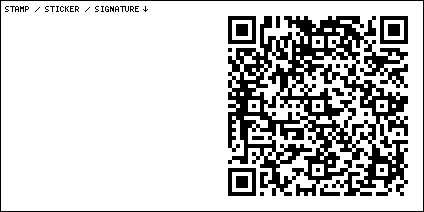 STAMP / STICKER / SIGNATURE ↓